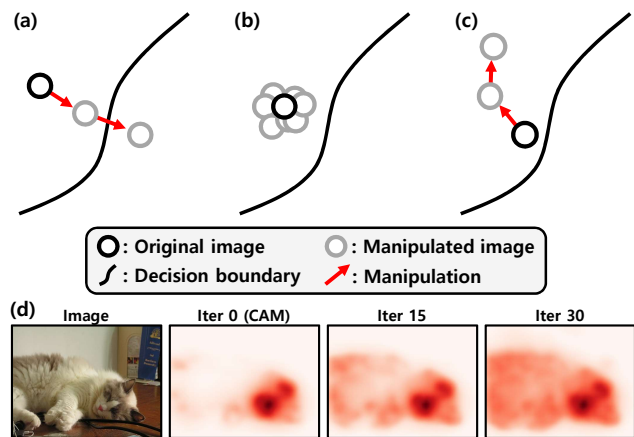 (a)
(b)
(c)
: Original image
: Manipulated image
: Decision boundary
: Manipulation
(d)
Image
Iter 0 (CAM)
Iter 15
Iter 30